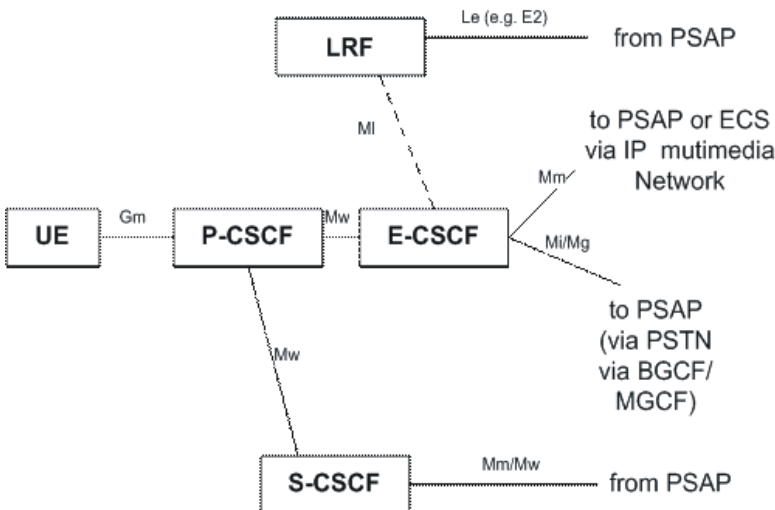 Le (e.g. E2)
LRF
from PSAP
Ml
to PSAP or ECS
via IP mutimedia
Network
Mm
Gm
Mw
UE
P-CSCF
E-CSCF
Mi/Mg
to PSAP
(via PSTN
via BGCF/
MGCF)
Mw
Mm/Mw
S-CSCF
from PSAP